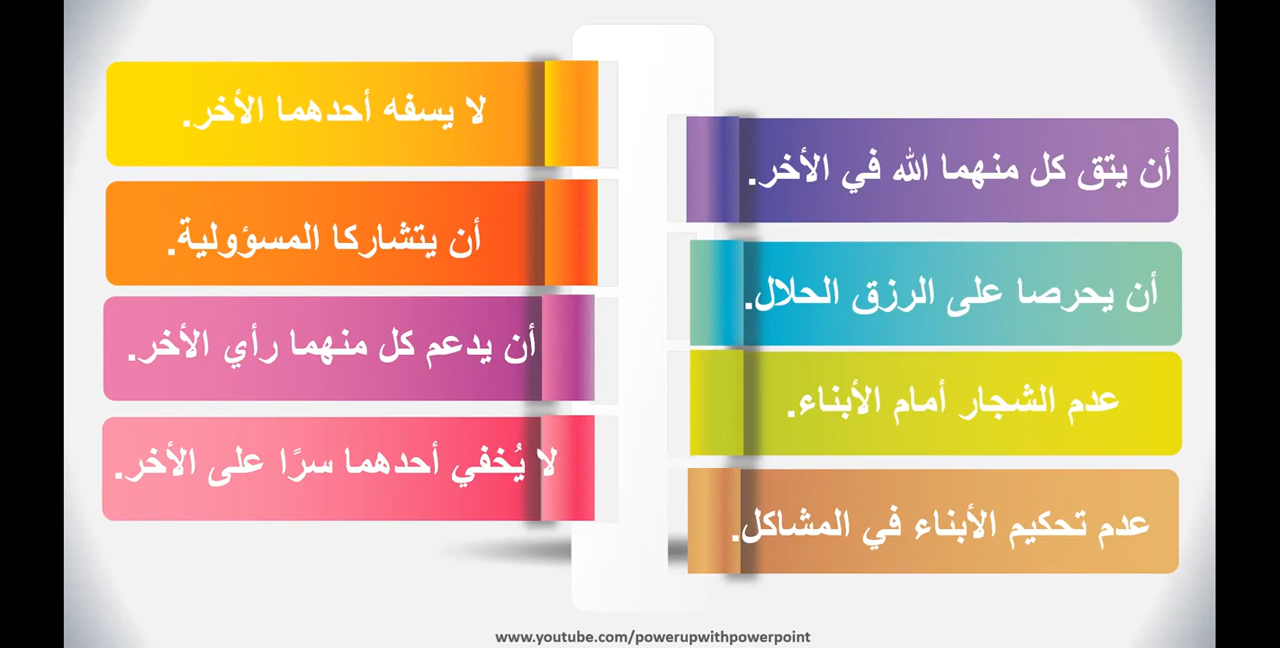 أن يتق كل منهما الله في الأخر.
أن يحرصا على الرزق الحلال.
عدم الشجار أمام الأبناء.
عدم تحكيم الأبناء في المشاكل.
لا يسفه أحدهما الأخر.
أن يتشاركا المسؤولية.
أن يدعم كل منهما رأي الأخر.
لا يُخفي أحدهما سرًا على الأخر.
www.youtube.com/powerupwithpowerpoint